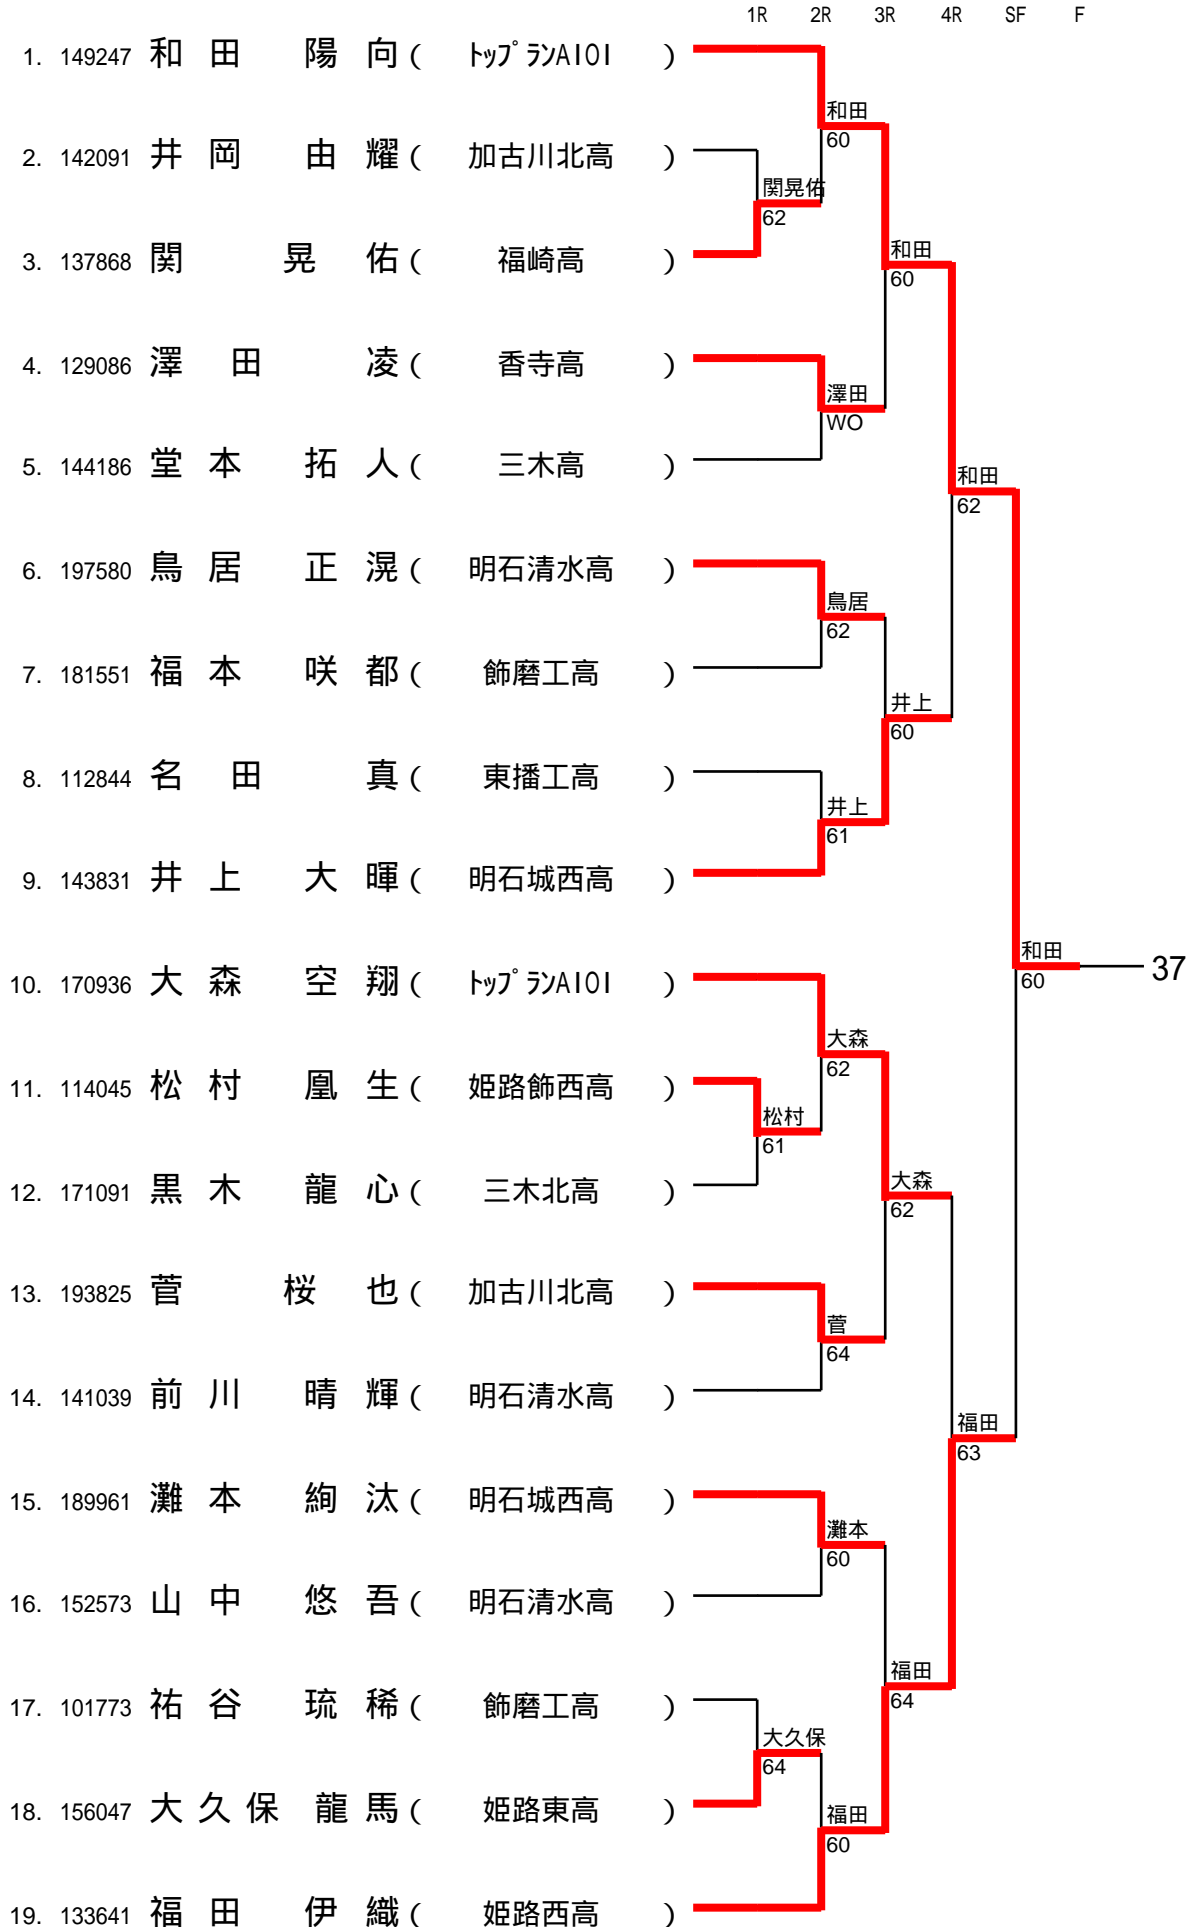 1R 2R 3R 4R SF F
1. 149247 和田 陽向 ( トップランAIOI )
和田
60
2. 142091 井岡 由耀 ( 加古川北高 )
関晃佑
62
3. 137868 関 晃佑 ( 福崎高 )
和田
60
4. 129086 澤田 凌 ( 香寺高 )
澤田
WO
5. 144186 堂本 拓人 ( 三木高 )
和田
62
6. 197580 鳥居 正滉 ( 明石清水高 )
鳥居
62
7. 181551 福本 咲都 ( 飾磨工高 )
井上
60
8. 112844 名田 真 ( 東播工高 )
井上
61
9. 143831 井上 大暉 ( 明石城西高 )
和田
60
37
10. 170936 大森 空翔 ( トップランAIOI )
大森
62
11. 114045 松村 凰生 ( 姫路飾西高 )
松村
61
12. 171091 黒木 龍心 ( 三木北高 )
大森
62
13. 193825 菅 桜也 ( 加古川北高 )
菅
64
14. 141039 前川 晴輝 ( 明石清水高 )
福田
63
15. 189961 灘本 絢汰 ( 明石城西高 )
灘本
60
16. 152573 山中 悠吾 ( 明石清水高 )
福田
64
17. 101773 祐谷 琉稀 ( 飾磨工高 )
大久保
64
18. 156047 大久保 龍馬 ( 姫路東高 )
福田
60
19. 133641 福田 伊織 ( 姫路西高 )